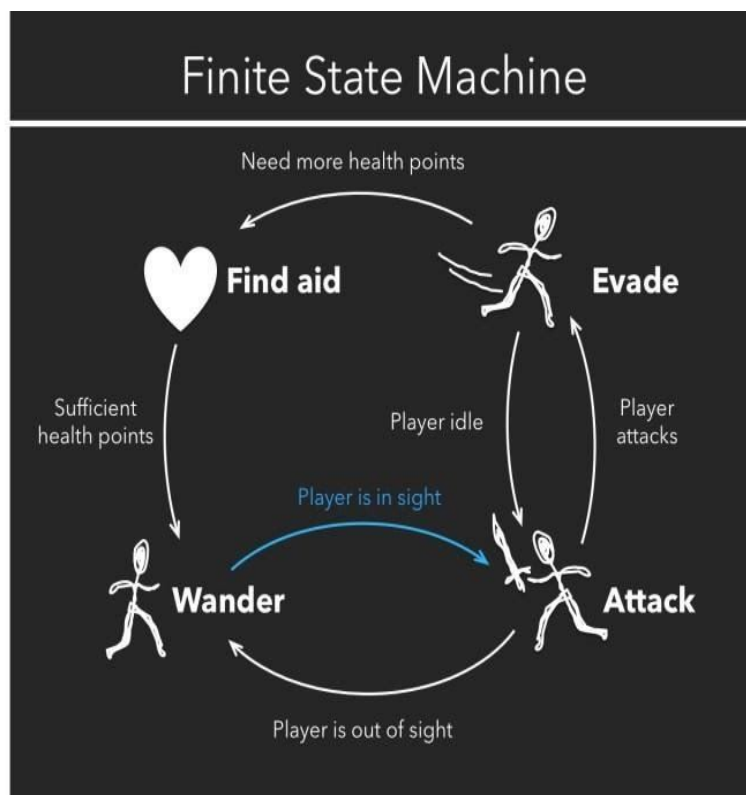 Finite State Machine
Need more health points
Find aid
Evade
Sufficient
health points
Player idle
Player
attacks
Player is in sight
Wander
Attack
Player is out of sight